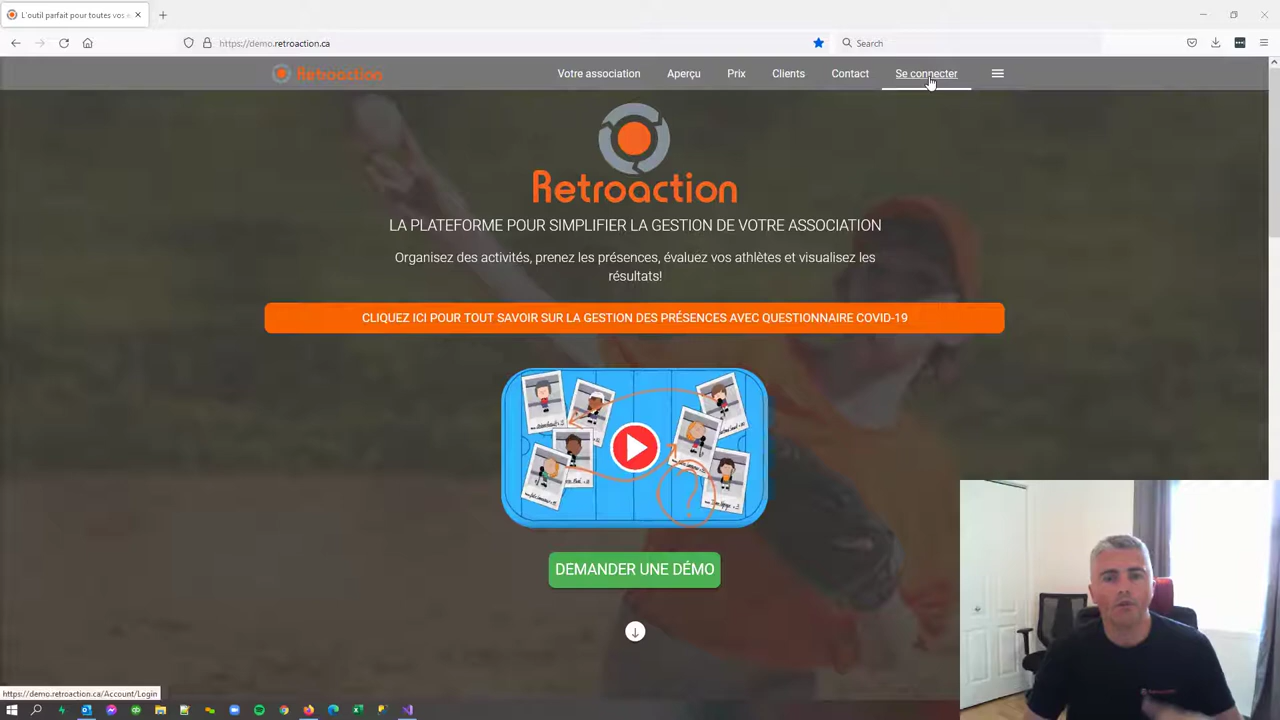 L'outil parfait pour toutes vos é
https://demo.retroaction.ca
Search
Retroaction
Votre association
Aperçu
Prix
Clients
Contact
Se connecter
Retroaction
LA PLATEFORME POUR SIMPLIFIER LA GESTION DE VOTRE ASSOCIATION
Organisez des activités, prenez les présences, évaluez vos athlètes et visualisez les
résultats!
CLIQUEZ ICI POUR TOUT SAVOIR SUR LA GESTION DES PRÉSENCES AVEC QUESTIONNAIRE COVID-19
?
DEMANDER UNE DÉMO
https://demo.retroaction.ca/Account/Login